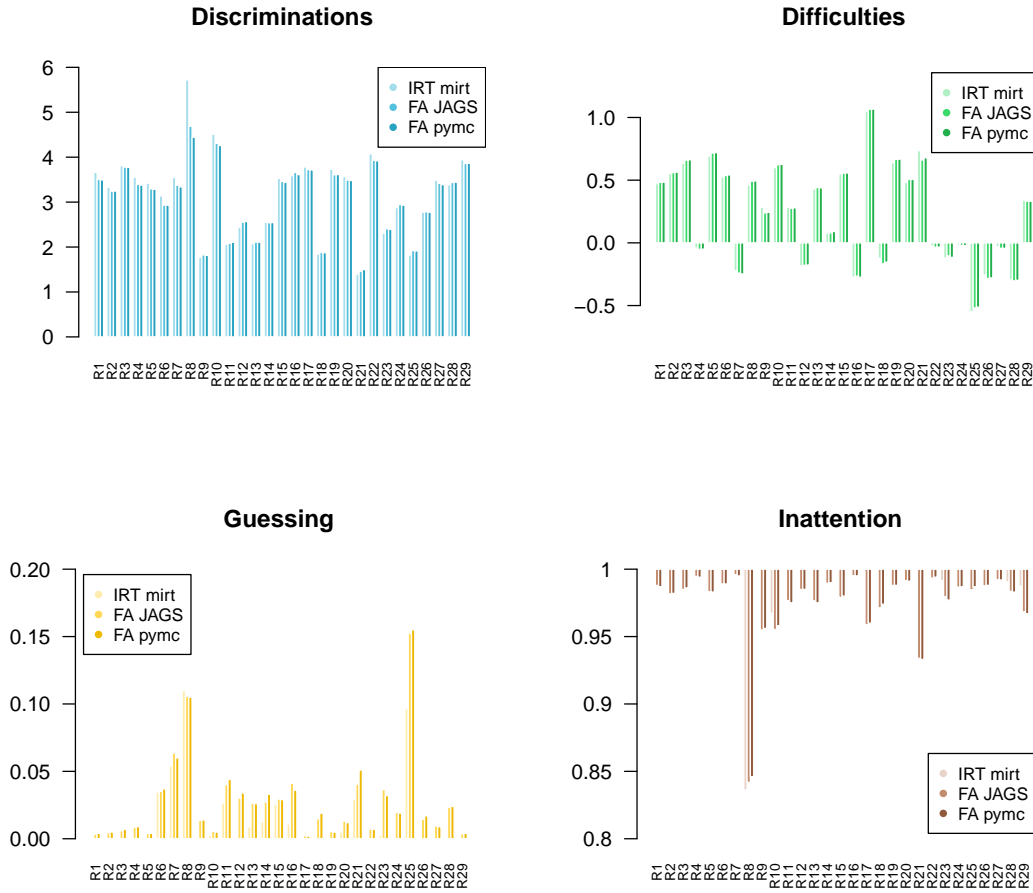 Discriminations
6
5
4
3
2
1
0
IRT mirt
FA JAGS
FA pymc
R1
R2
R3
R4
R5
R6
R7
R8
R9
R10
R11
R12
R13
R14
R15
R16
R17
R18
R19
R20
R21
R22
R23
R24
R25
R26
R27
R28
R29
Difficulties
1.0
0.5
0.0
−0.5
IRT mirt
FA JAGS
FA pymc
R1
R2
R3
R4
R5
R6
R7
R8
R9
R10
R11
R12
R13
R14
R15
R16
R17
R18
R19
R20
R21
R22
R23
R24
R25
R26
R27
R28
R29
Guessing
0.20
0.15
0.10
0.05
0.00
IRT mirt
FA JAGS
FA pymc
R1
R2
R3
R4
R5
R6
R7
R8
R9
R10
R11
R12
R13
R14
R15
R16
R17
R18
R19
R20
R21
R22
R23
R24
R25
R26
R27
R28
R29
Inattention
1
0.95
0.9
0.85
0.8
IRT mirt
FA JAGS
FA pymc
R1
R2
R3
R4
R5
R6
R7
R8
R9
R10
R11
R12
R13
R14
R15
R16
R17
R18
R19
R20
R21
R22
R23
R24
R25
R26
R27
R28
R29